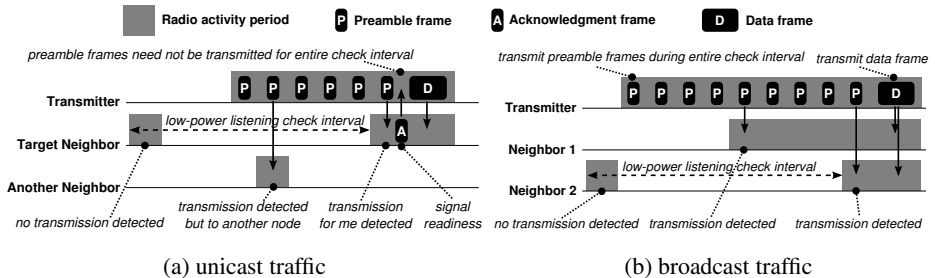 Radio activity period
P Preamble frame
A Acknowledgment frame
D Data frame
preamble frames need not be transmitted for entire check interval
P P P P P P D
Transmitter
low-power listening check interval
A
Target Neighbor
Another Neighbor
no transmission detected
transmission detected
but to another node
transmission
for me detected
signal
readiness
(a) unicast traffic
transmit preamble frames during entire check interval
transmit data frame
P P P P P P P P P D
Transmitter
Neighbor 1
low-power listening check interval
Neighbor 2
no transmission detected
transmission detected
transmission detected
(b) broadcast traffic